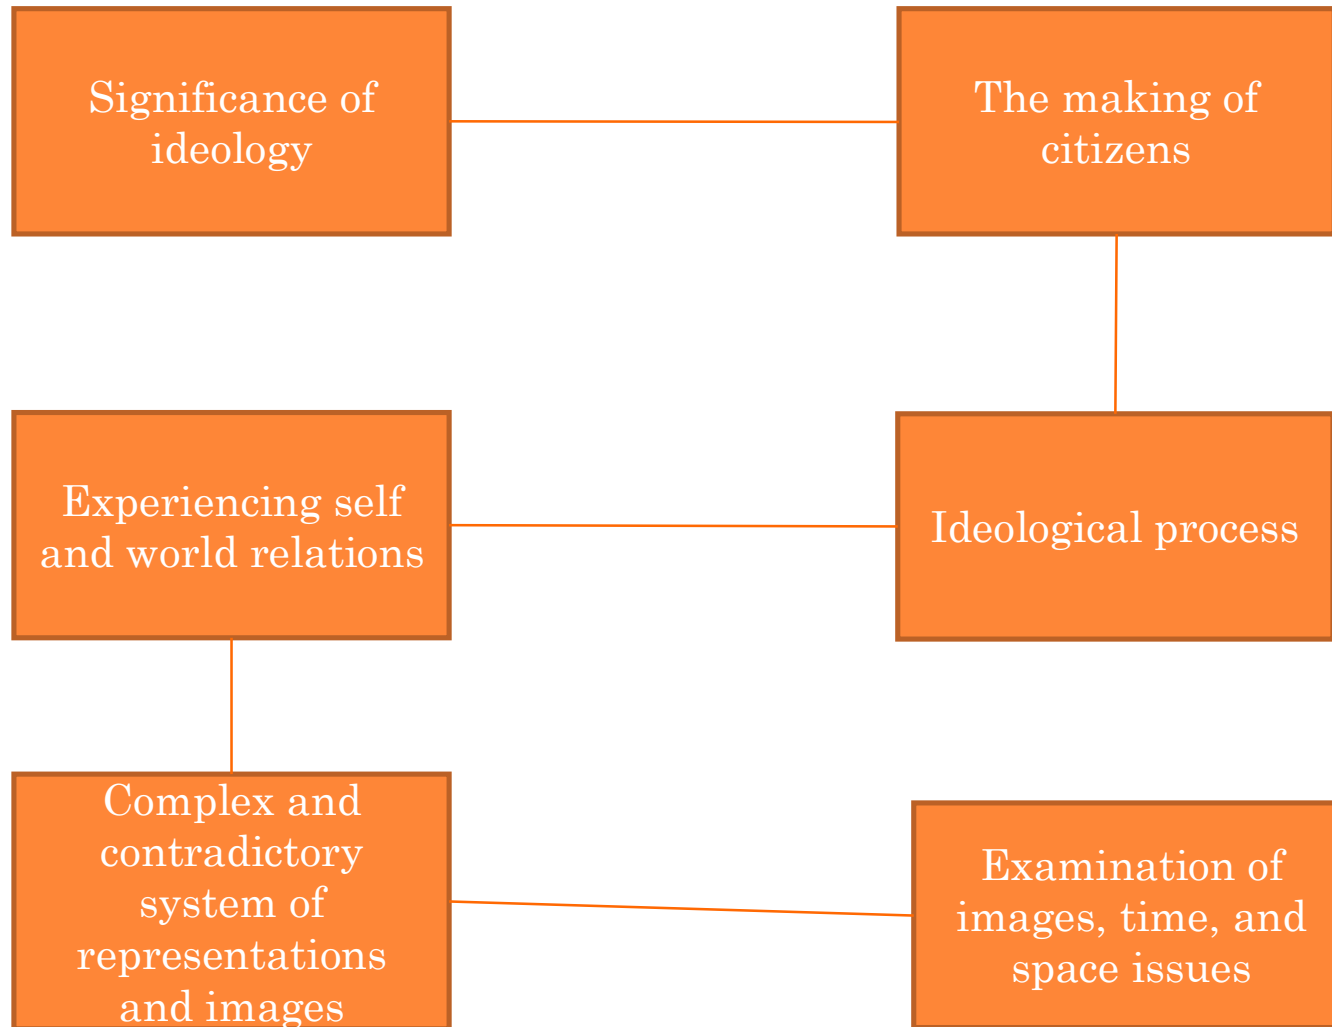 Significance of
ideology
The making of
citizens
Experiencing self
and world relations
Ideological process
Complex and
contradictory
system of
representations
and images
Examination of
images, time, and
space issues